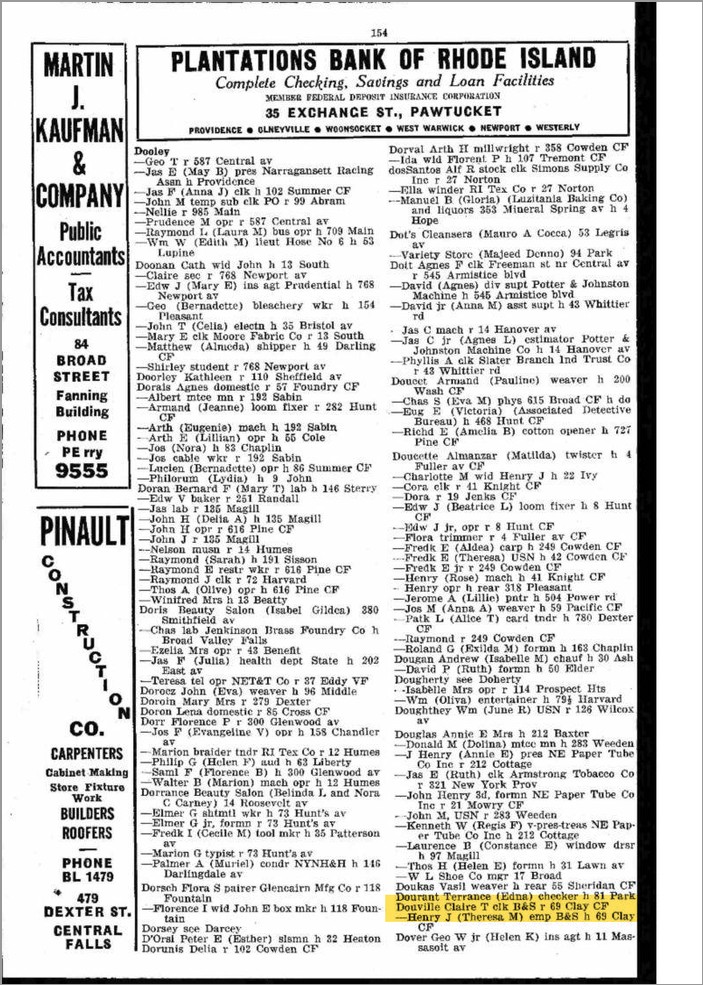 154
MARTIN
J.
KAUFMAN
&
COMPANY
Public
Accountants
Tax
Consultants
84
BROAD
STREET
Fanning
Building
PHONE
PE rry
9555
PINAULT
CONSTRUCTION
CO.
CARPENTERS
Cabinet Making
Store Fixture
Work
BUILDERS
ROOFERS
PHONE
BL 1479
479
DEXTER ST.
CENTRAL
FALLS
PLANTATIONS BANK OF RHODE ISLAND
Complete Checking, Savings and Loan Facilities
MEMBER FEDERAL DEPOSIT INSURANCE CORPORATION
35 EXCHANGE ST., PAWTUCKET
PROVIDENCE ● OLNEYVILLE ● WOONSOCKET ● WEST WARWICK ● NEWPORT ● WESTERLY
Dooley
—Geo T r 587 Central av
—Jas E (May B) pres Narragansett Racing
Assn h Providence
—Jas F (Anna J) clk h 102 Summer CF
—John M temp sub clk PO r 99 Abram
—Nellie r 985 Main
—Prudence M opr r 587 Central av
—Raymond L (Laura M) bus opr h 709 Main
—Wm W (Edith M) lieut Hose No 6 h 53
Lupine
Doonan Cath wid John h 13 South
—Claire sec r 768 Newport av
—Edw J (Mary E) ins agt Prudential h 768
Newport av
—Geo (Bernadette) bleachery wkr h 154
Pleasant
—John T (Celia) electn h 35 Bristol av
—Mary E clk Moore Fabric Co r 13 South
—Matthew (Almeda) shipper h 49 Darling
CF
—Shirley student r 768 Newport av
Doorley Kathleen r 110 Sheffield av
Dorais Agnes domestic r 57 Foundry CF
—Albert mtce mn r 192 Sabin
—Armand (Jeanne) loom fixer r 282 Hunt
CF
—Arth (Eugenie) mach h 192 Sabin
—Arth E (Lillian) opr h 55 Cole
—Jos (Nora) h 83 Chaplin
—Jos cable wkr r 192 Sabin
—Lucien (Bernadette) opr h 86 Summer CF
—Philorum (Lydia) h 9 John
Doran Bernard F (Mary T) lab h 146 Sterry
—Edw V baker r 251 Randall
—Jas lab r 135 Magill
—John H (Delia A) h 135 Magill
—John H opr r 616 Pine CF
—John J r 135 Magill
—Nelson musn r 14 Humes
—Raymond (Sarah) h 191 Sisson
—Raymond E restr wkr r 616 Pine CF
—Raymond J clk r 72 Harvard
—Thos A (Olive) opr h 616 Pine CF
—Winifred Mrs h 13 Beatty
Doris Beauty Salon (Isabel Gildea) 380
Smithfield av
—Chas lab Jenkinson Brass Foundry Co h
Broad Valley Falls
—Ezelia Mrs opr r 43 Benefit
—Jas F (Julia) health dept State h 202
East av
—Teresa tel opr NET&T Co r 37 Eddy VF
Dorocz John (Eva) weaver h 96 Middle
Doroin Mary Mrs r 279 Dexter
Doron Lena domestic r 85 Cross CF
Dorr Florence P r 300 Glenwood av
—Jos F (Evangeline V) opr h 158 Chandler
av
—Marion braider tndr RI Tex Co r 12 Humes
—Philip G (Helen F) aud h 63 Liberty
—Saml F (Florence B) h 300 Glenwood av
—Walter B (Marion) mach opr h 12 Humes
Dorrance Beauty Salon (Belinda L and Nora
C Carney) 14 Roosevelt av
—Elmer G shtmtl wkr h 73 Hunt's av
—Elmer G jr, formn r 73 Hunt's av
—Fredk I (Cecile M) tool mkr h 35 Patterson
av
—Marion G typist r 73 Hunt's av
—Palmer A (Muriel) condr NYNH&H h 146
Darlingdale av
Dorsch Flora S pairer Glencairn Mfg Co r 118
Fountain
—Florence I wid John E box mkr h 118 Foun-
tain
Dorsey see Darcey
D'Orsi Peter E (Esther) slsmn h 32 Heaton
Dorunis Delia r 102 Cowden CF
Dorval Arth H millwright r 358 Cowden CF
—Ida wid Florent P h 107 Tremont CF
dosSantos Alf R stock clk Simons Supply Co
Inc r 27 Norton
—Ella winder RI Tex Co r 27 Norton
—Manuel B (Gloria) (Luzitania Baking Co)
and liquors 353 Mineral Spring av h 4
Hope
Dot's Cleansers (Mauro A Cocca) 53 Legris
av
—Variety Store (Majeed Donno) 94 Park
Dott Agnes F clk Freeman st nr Central av
r 545 Armistice blvd
—David (Agnes) div supt Potter & Johnston
Machine h 545 Armistice blvd
—David jr (Anna M) asst supt h 43 Whittier
rd
Jas C mach r 14 Hanover av
—Jas C jr (Agnes L) estimator Potter &
Johnston Machine Co h 14 Hanover av
—Phyllis A clk Slater Branch Ind Trust Co
r 43 Whittier rd
Doucet Armand (Pauline) weaver h 200
Wash CF
—Chas S (Eva M) phys 615 Broad CF h do
—Eug E (Victoria) (Associated Detective
Bureau) h 468 Hunt CF
—Richd E (Amelia B) cotton opener h 727
Pine CF
Doucette Almanzar (Matilda) twister h 4
Fuller av CF
—Charlotte M wid Henry J h 22 Ivy
—Cora clk r 41 Knight CF
—Dora r 19 Jenks CF
—Edw J (Beatrice L) loom fixer h 8 Hunt
CF
—Edw J jr, opr r 8 Hunt CF
—Flora trimmer r 4 Fuller av CF
—Fredk E (Aldea) carp h 249 Cowden CF
—Fredk E (Theresa) USN h 42 Cowden CF
—Fredk E jr r 249 Cowden CF
—Henry (Rose) mach h 41 Knight CF
Henry opr h rear 318 Pleasant
—Jerome A (Lillie) pntr h 504 Power rd
—Jos M (Anna A) weaver h 59 Pacific CF
—Patk L (Alice T) card tndr h 780 Dexter
CF
—Raymond r 249 Cowden CF
—Roland G (Exilda M) formn h 163 Chaplin
Dougan Andrew (Isabelle M) chauf h 30 Ash
—David P (Ruth) formn h 50 Elder
Dougherty see Doherty
—Isabelle Mrs opr r 114 Prospect Hts
—Wm (Oliva) entertainer h 79½ Harvard
Doughthey Wm (June R) USN r 126 Wilcox
av
Douglas Annie E Mrs h 212 Baxter
—Donald M (Dolina) mtcc mn h 283 Weeden
—J Henry (Annie E) pres NE Paper Tube
Co Inc r 212 Cottage
—Jas E (Ruth) clk Armstrong Tobacco Co
r 321 New York Prov
—John Henry 3d, formn NE Paper Tube Co
Inc r 21 Mowry CF
—John M, USN r 283 Weeden
—Kenneth W (Regis F) v-pres-treas NE Pap-
er Tube Co Inc h 212 Cottage
—Laurence B (Constance E) window drsr
h 97 Magill
—Thos H (Helen E) formn h 31 Lawn av
—W L Shoe Co mgr 17 Broad
Doukas Vasil weaver h rear 55 Sheridan CF
Dourant Terrance (Edna) checker h 81 Park
Douville Claire T clk B&S r 69 Clay CF
—Henry J (Theresa M) emp B&S h 69 Clay
CF
Dover Geo W jr (Helen K) ins agt h 11 Mas-
sasoit av